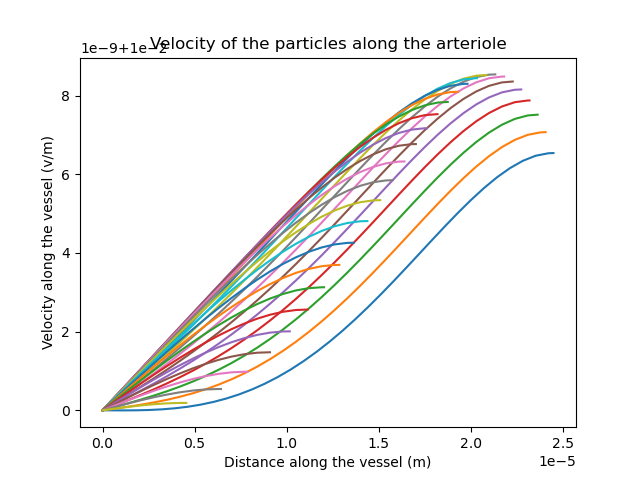 Velocity of the particles along the arteriole
1e−9+1e−2
8
6
4
2
0
Velocity along the vessel (v/m)
0.0 0.5 1.0 1.5 2.0 2.5
1e−5
Distance along the vessel (m)